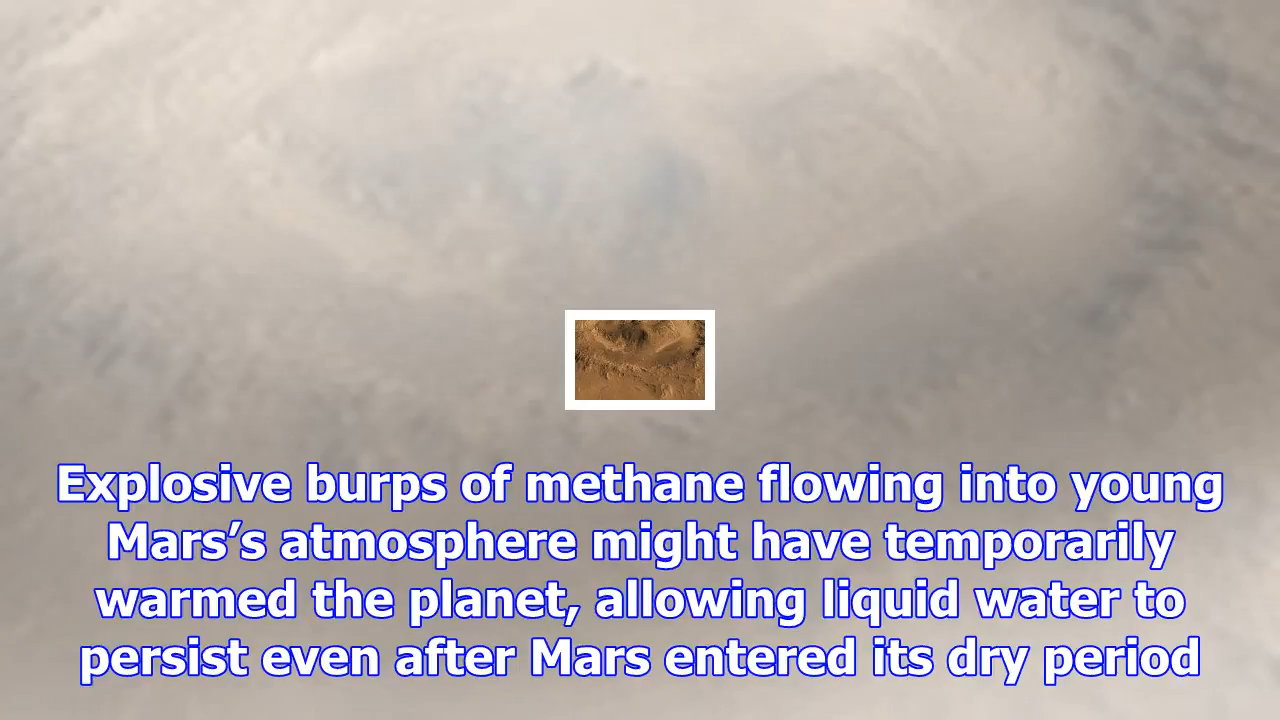 Explosive burps of methane flowing into young
Mars’s atmosphere might have temporarily
warmed the planet, allowing liquid water to
persist even after Mars entered its dry period